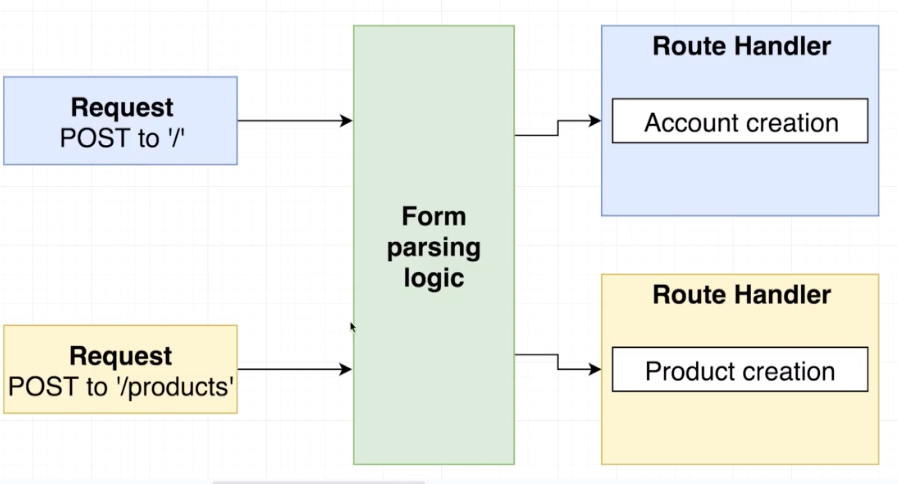 Request
POST to '/'
Form
parsing
logic
Route Handler
Account creation
Request
POST to '/products'
Route Handler
Product creation